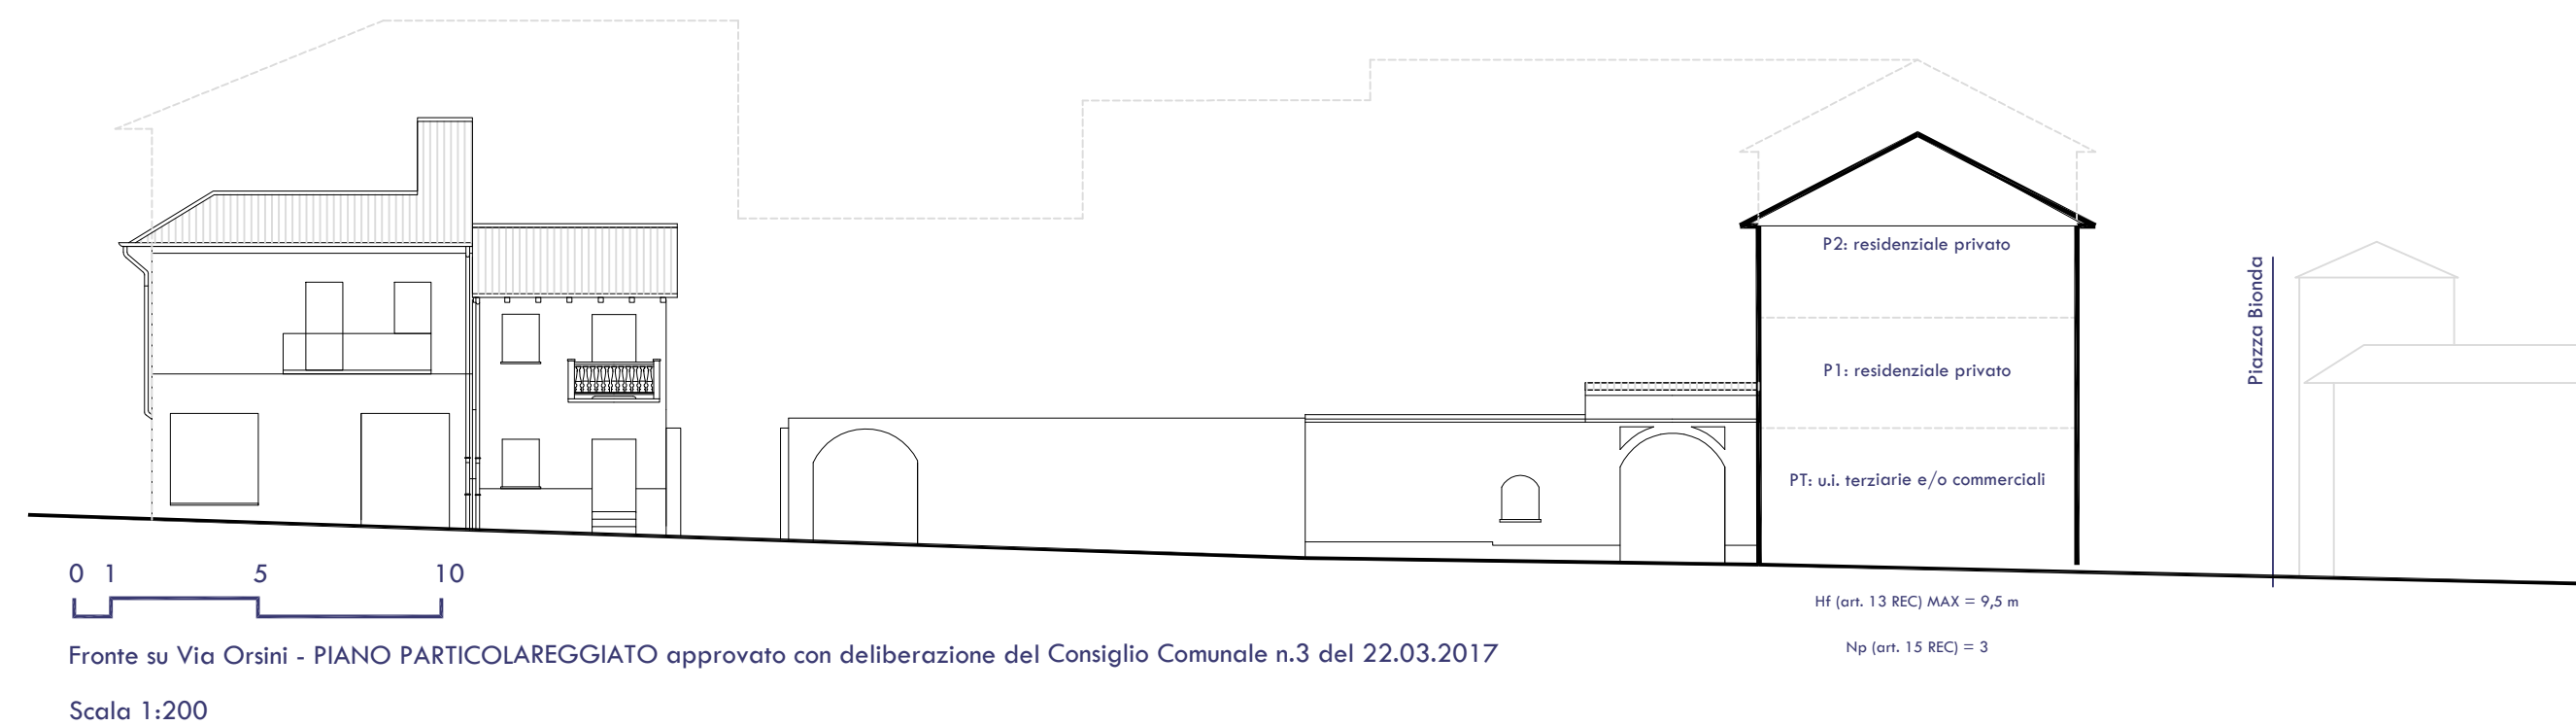 P2: residenziale privato
Piazza Bionda
P1: residenziale privato
PT: u.i. terziarie e/o commerciali
0 1 5 10
Hf (art. 13 REC) MAX = 9,5 m
Np (art. 15 REC) = 3
Fronte su Via Orsini - PIANO PARTICOLAREGGIATO approvato con deliberazione del Consiglio Comunale n.3 del 22.03.2017
Scala 1:200